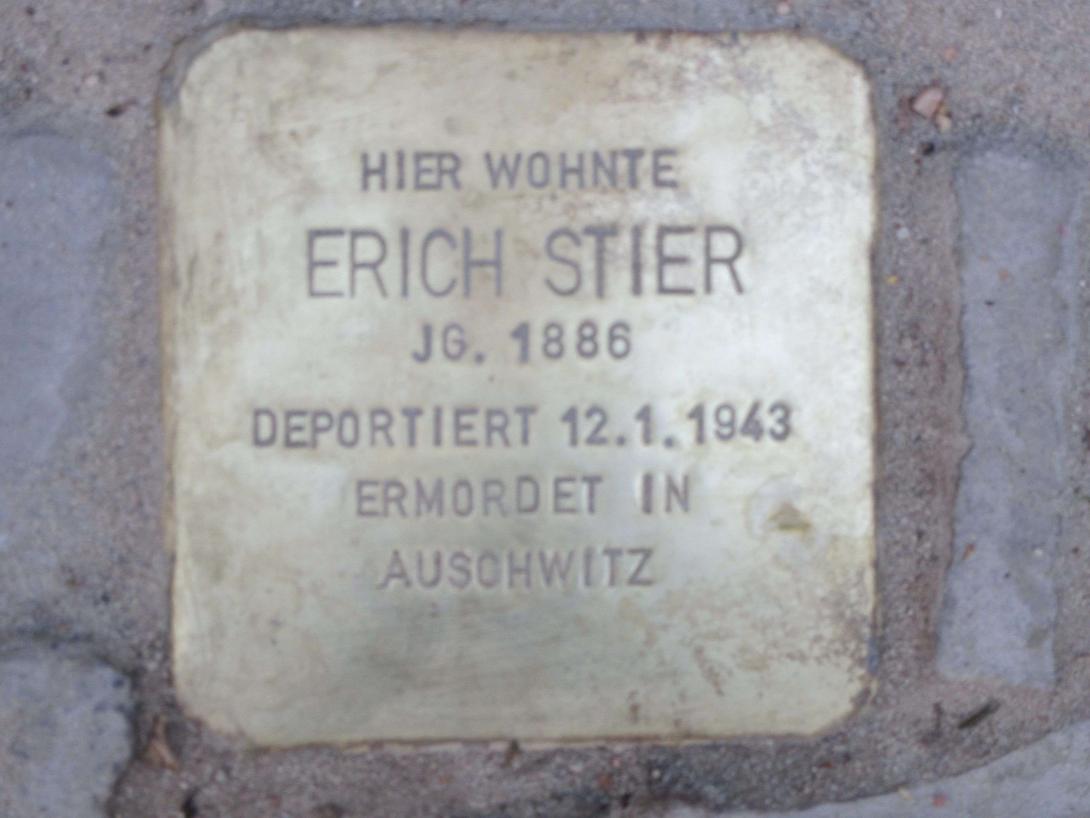 HIER WOHNTE
ERICH STIER
JG. 1886
DEPORTIERT 12.1.1943
ERMORDET IN
AUSCHWITZ